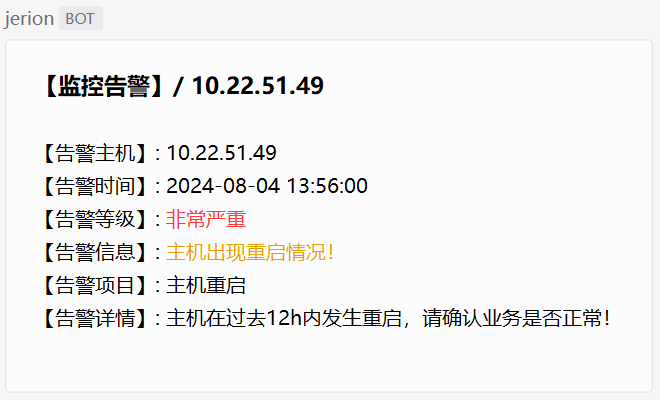 jerion BOT
【监控告警】/ 10.22.51.49
【告警主机】: 10.22.51.49
【告警时间】: 2024-08-04 13:56:00
【告警等级】: 非常严重
【告警信息】: 主机出现重启情况!
【告警项目】: 主机重启
【告警详情】: 主机在过去12h内发生重启，请确认业务是否正常!